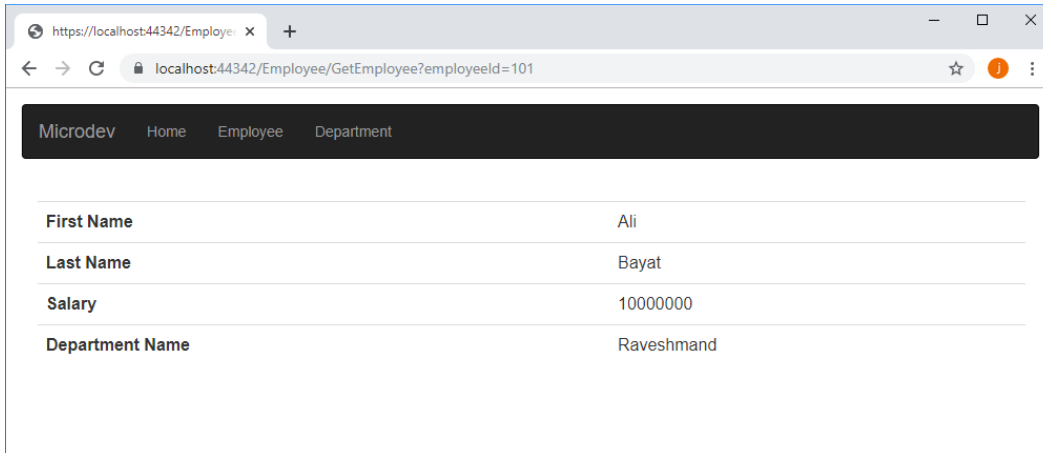 https://localhost:44342/Employe
localhost:44342/Employee/GetEmployee?employeeId=101
j
Microdev Home Employee Department
First Name Ali
Last Name Bayat
Salary 10000000
Department Name Raveshmand